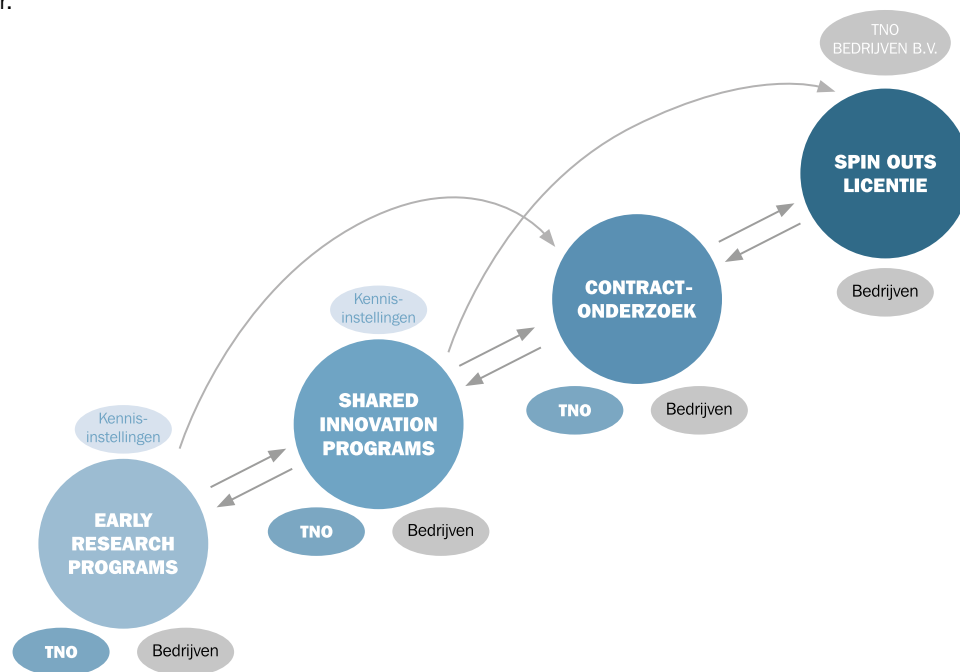 r.
TNO
BEDRIJVEN B.V.
SPIN OUTS
LICENTIE
Bedrijven
CONTRACT-
ONDERZOEK
TNO
Bedrijven
Kennis-
instellingen
SHARED
INNOVATION
PROGRAMS
TNO
Bedrijven
Kennis-
instellingen
EARLY
RESEARCH
PROGRAMS
TNO
Bedrijven